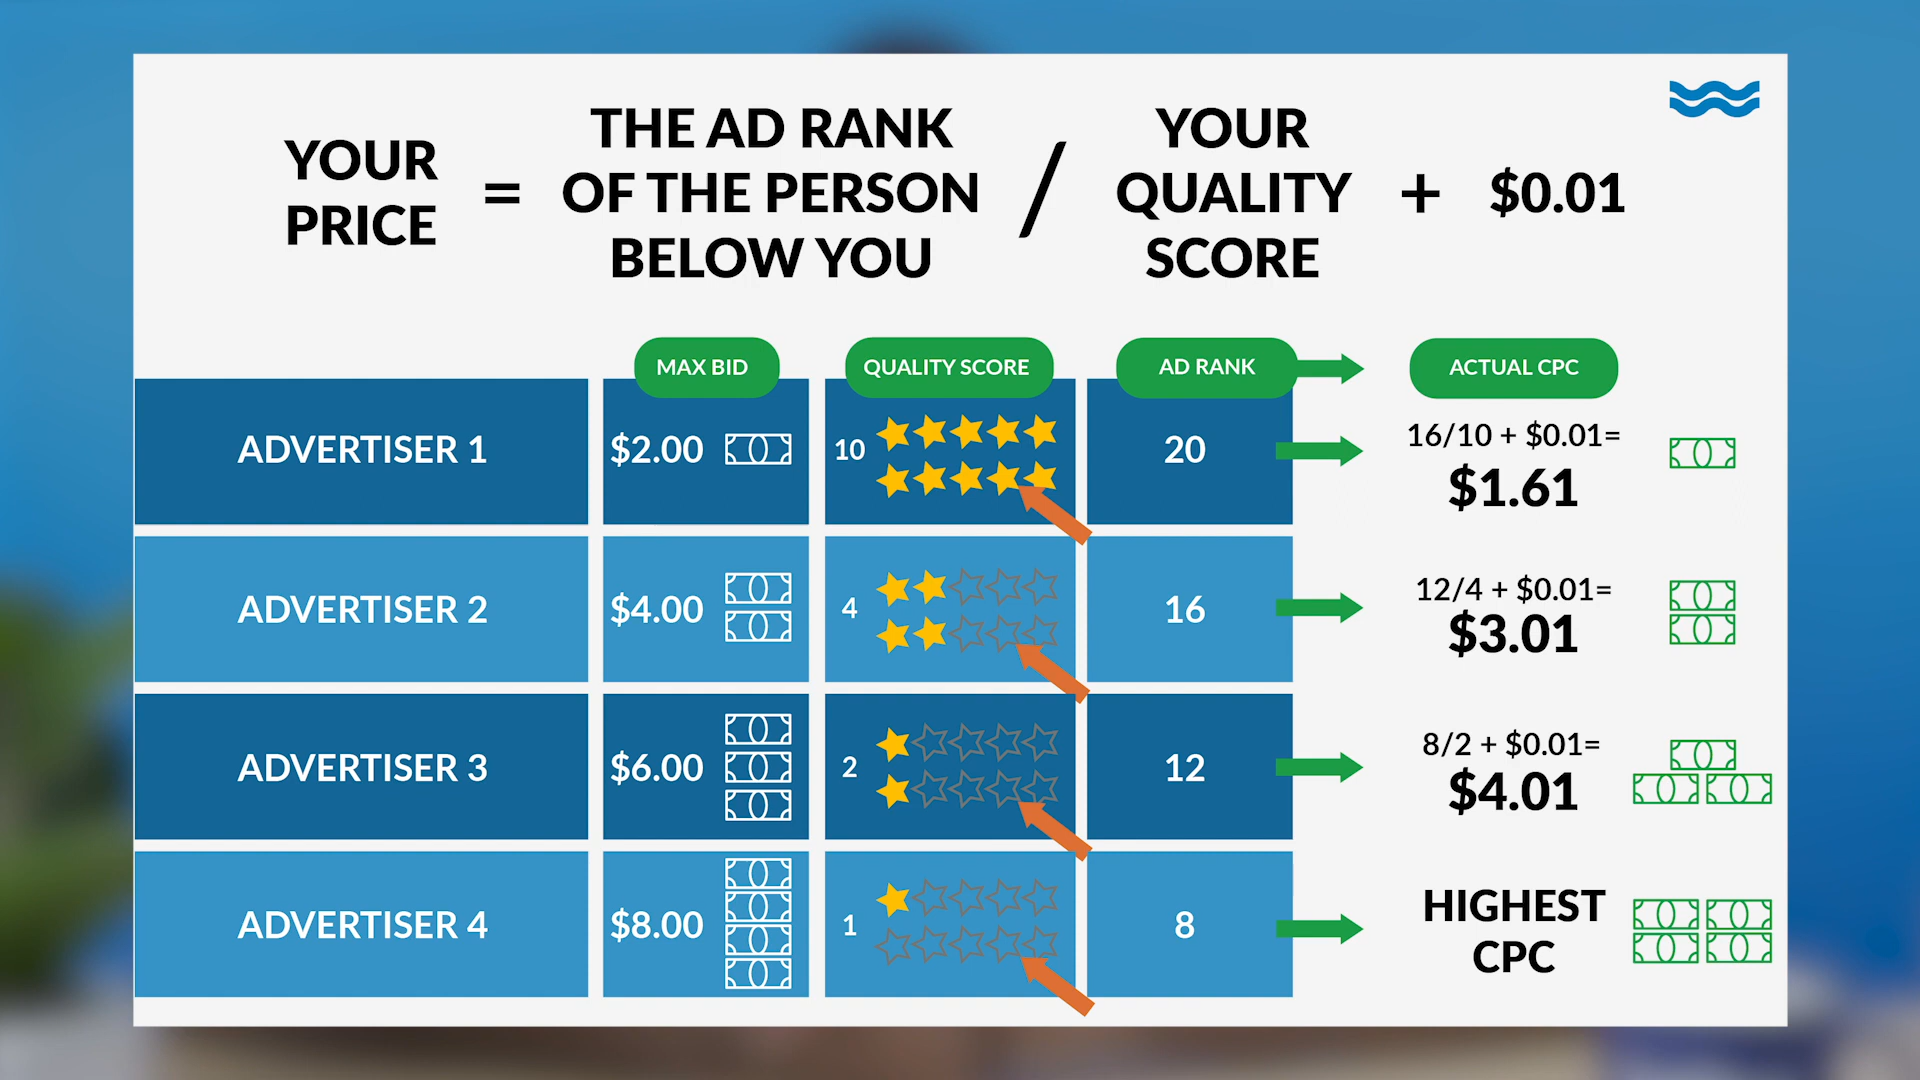 YOUR
PRICE
=
THE AD RANK
OF THE PERSON
BELOW YOU
/
YOUR
QUALITY
SCORE
+
$0.01
MAX BID
QUALITY SCORE
AD RANK
ACTUAL CPC
ADVERTISER 1
$2.00
10
20
16/10 + $0.01=
$1.61
ADVERTISER 2
$4.00
4
16
12/4 + $0.01=
$3.01
ADVERTISER 3
$6.00
2
12
8/2 + $0.01=
$4.01
ADVERTISER 4
$8.00
1
8
HIGHEST
CPC